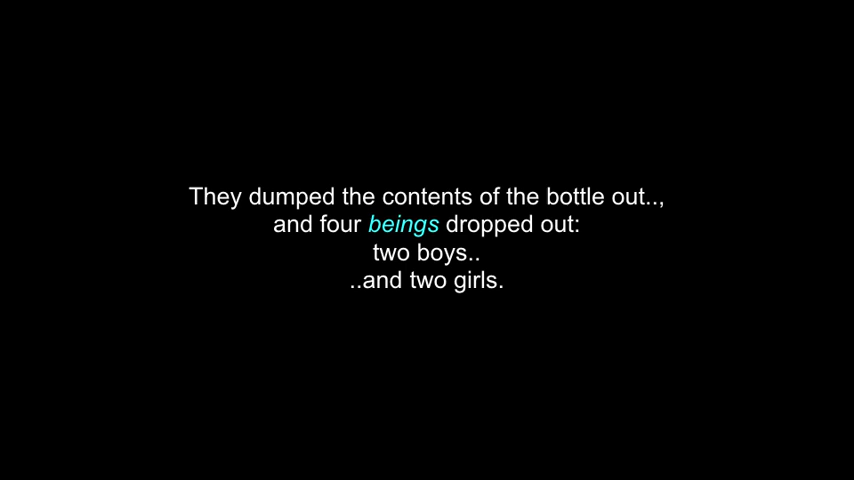 They dumped the contents of the bottle out..,
and four beings dropped out:
two boys..
..and two girls.